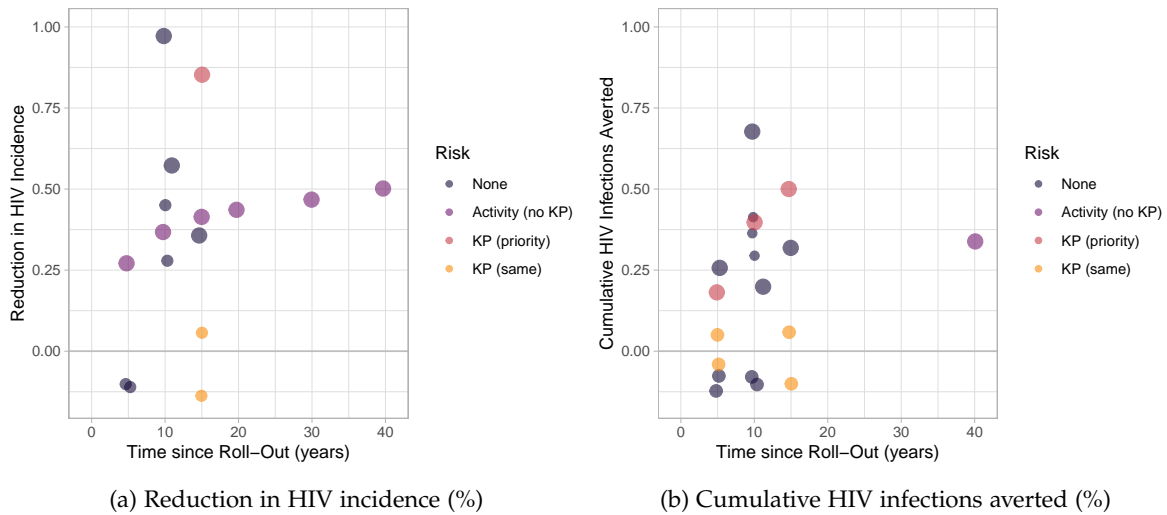 1.00
0.75
0.50
0.25
0.00
Reduction in HIV Incidence
0 10 20 30 40
Time since Roll−Out (years)
Risk
None
Activity (no KP)
KP (priority)
KP (same)
(a) Reduction in HIV incidence (%)
1.00
0.75
0.50
0.25
0.00
Cumulative HIV Infections Averted
0 10 20 30 40
Time since Roll−Out (years)
Risk
None
Activity (no KP)
KP (priority)
KP (same)
(b) Cumulative HIV infections averted (%)